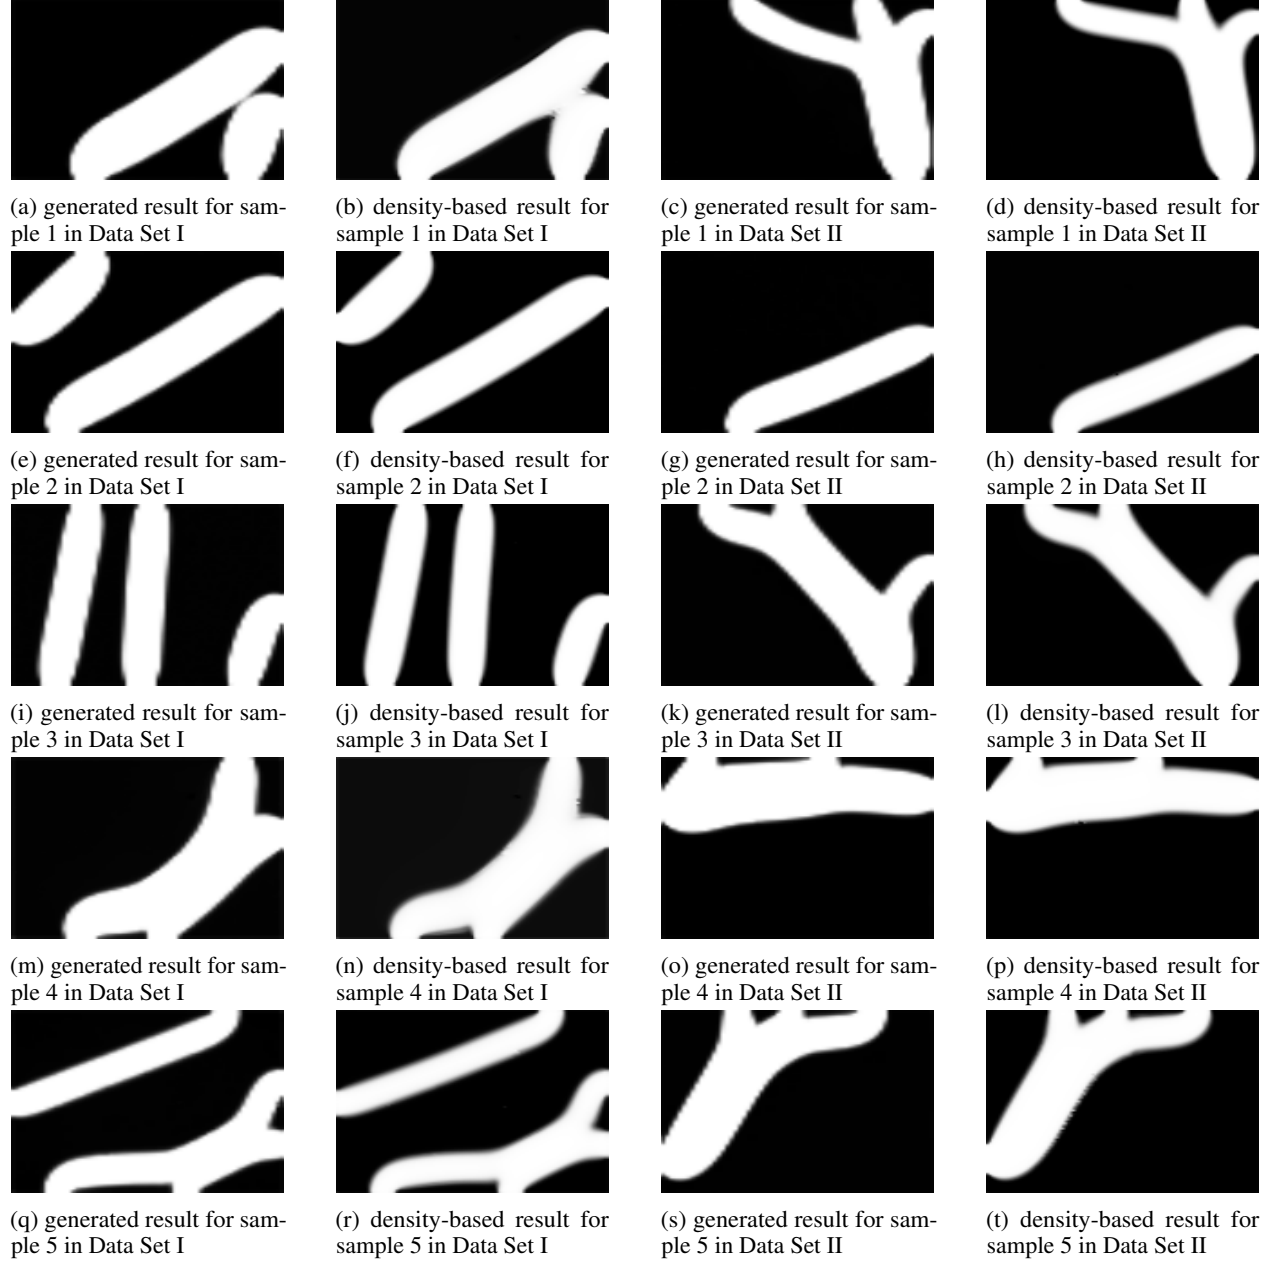 (a) generated result for sam-
ple 1 in Data Set I
(b) density-based result for
sample 1 in Data Set I
(c) generated result for sam-
ple 1 in Data Set II
(d) density-based result for
sample 1 in Data Set II
(e) generated result for sam-
ple 2 in Data Set I
(f) density-based result for
sample 2 in Data Set I
(g) generated result for sam-
ple 2 in Data Set II
(h) density-based result for
sample 2 in Data Set II
(i) generated result for sam-
ple 3 in Data Set I
(j) density-based result for
sample 3 in Data Set I
(k) generated result for sam-
ple 3 in Data Set II
(l) density-based result for
sample 3 in Data Set II
(m) generated result for sam-
ple 4 in Data Set I
(n) density-based result for
sample 4 in Data Set I
(o) generated result for sam-
ple 4 in Data Set II
(p) density-based result for
sample 4 in Data Set II
(q) generated result for sam-
ple 5 in Data Set I
(r) density-based result for
sample 5 in Data Set I
(s) generated result for sam-
ple 5 in Data Set II
(t) density-based result for
sample 5 in Data Set II